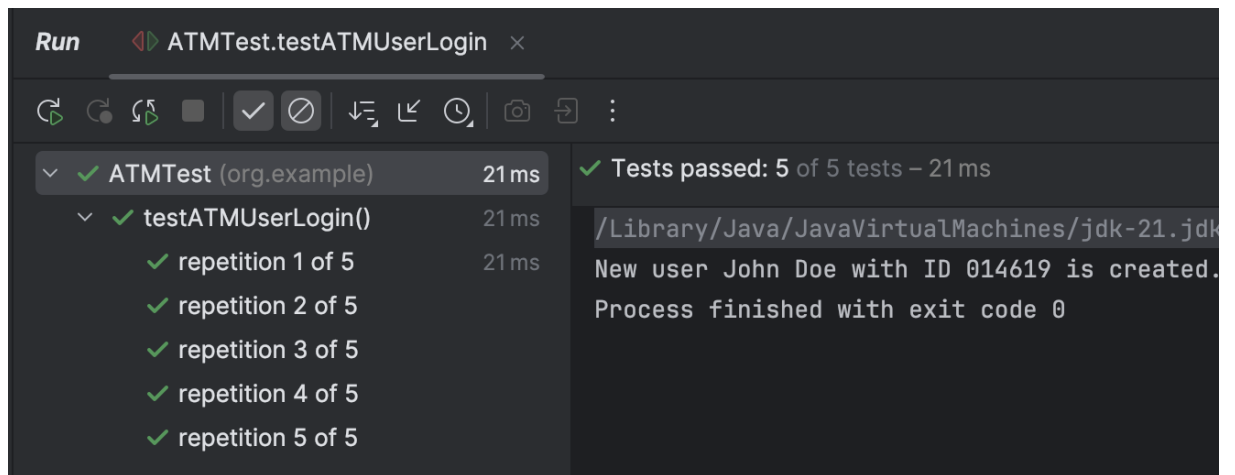 Run ATMTest.testATMUserLogin
ATMTest (org.example) 21 ms
testATMUserLogin() 21 ms
repetition 1 of 5 21 ms
repetition 2 of 5
repetition 3 of 5
repetition 4 of 5
repetition 5 of 5
Tests passed: 5 of 5 tests – 21 ms
/Library/Java/JavaVirtualMachines/jdk-21.jdk
New user John Doe with ID 014619 is created.
Process finished with exit code 0